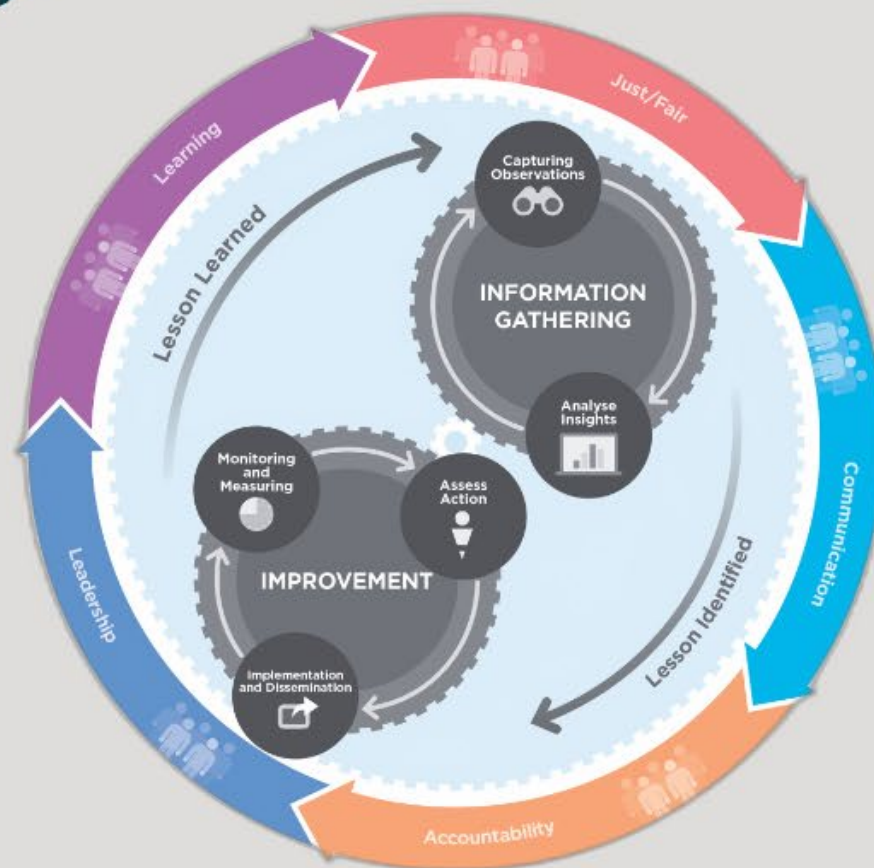 Just/Fair
Learning
Lesson Learned
Capturing
Observations
INFORMATION
GATHERING
Analyse
Insights
Monitoring
and
Measuring
Assess
Action
IMPROVEMENT
Implementation
and Dissemination
Lesson Identified
Communication
Leadership
Accountability